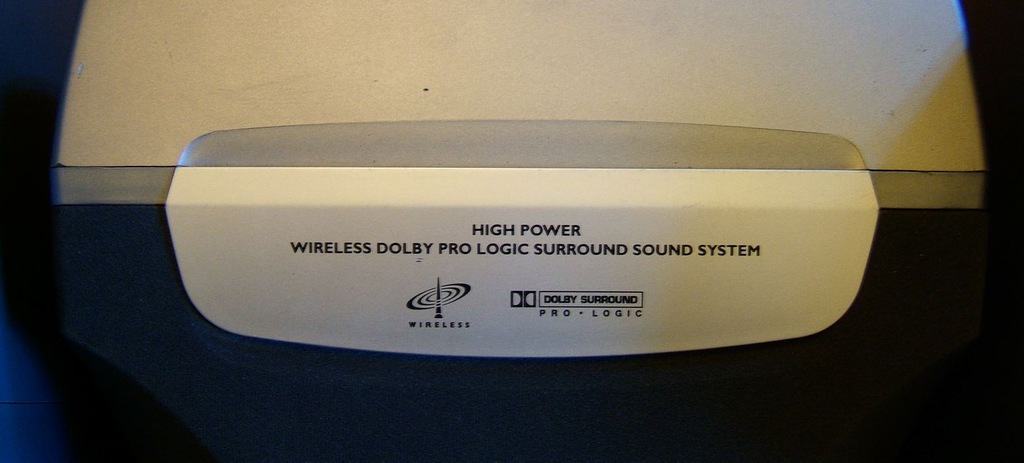 HIGH POWER
WIRELESS DOLBY PRO LOGIC SURROUND SOUND SYSTEM
WIRELESS
DOLBY SURROUND
PRO • LOGIC